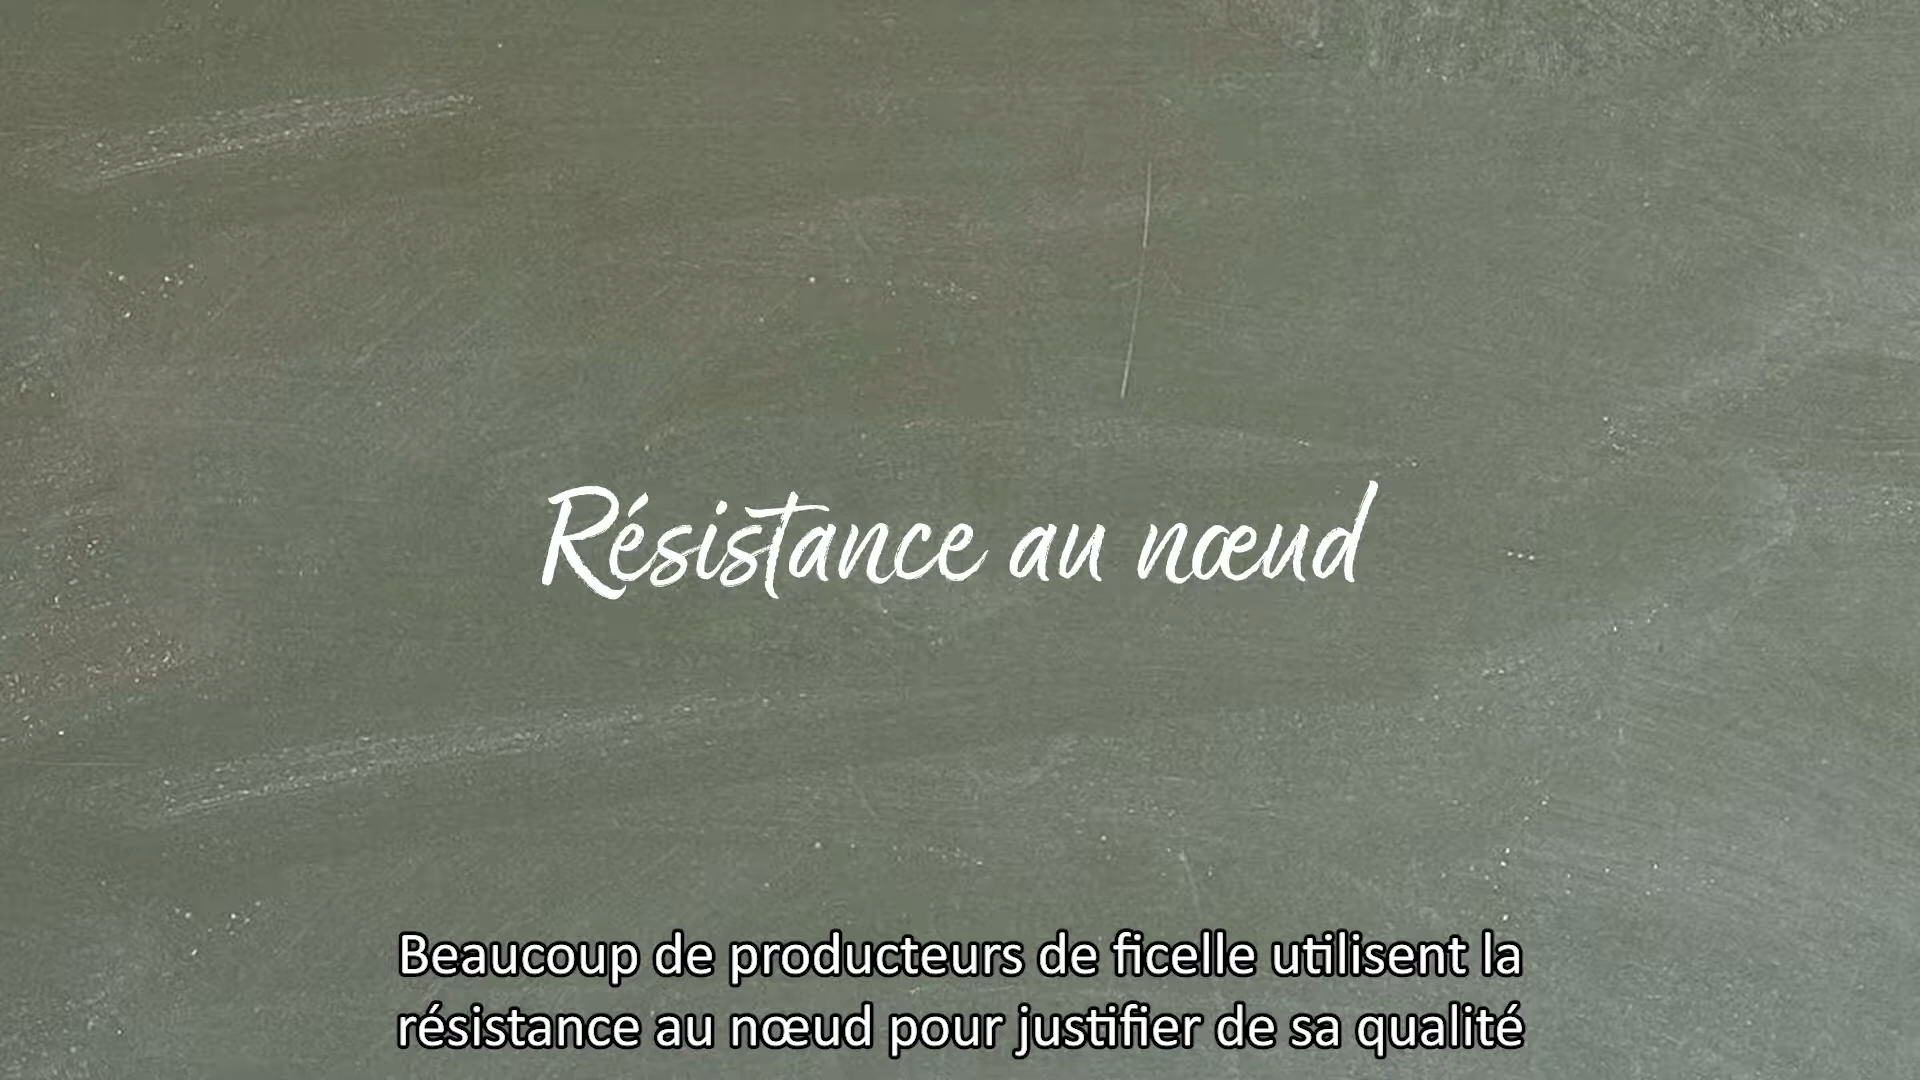 Résistance au nœud
Beaucoup de producteurs de ficelle utilisent la
résistance au nœud pour justifier de sa qualité